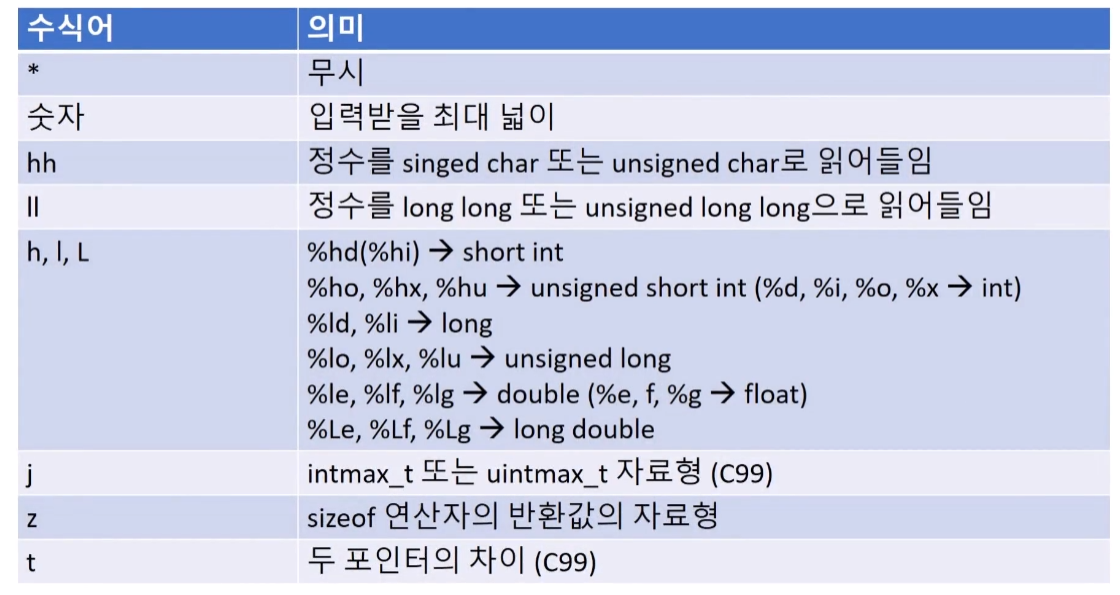 수식어 의미
* 무시
숫자 입력받을 최대 넓이
hh 정수를 singed char 또는 unsigned char로 읽어들임
ll 정수를 long long 또는 unsigned long long으로 읽어들임
h, l, L %hd(%hi) → short int
%ho, %hx, %hu → unsigned short int (%d, %i, %o, %x → int)
%ld, %li → long
%lo, %lx, %lu → unsigned long
%le, %lf, %lg → double (%e, f, %g → float)
%Le, %Lf, %Lg → long double
j intmax_t 또는 uintmax_t 자료형 (C99)
z sizeof 연산자의 반환값의 자료형
t 두 포인터의 차이 (C99)